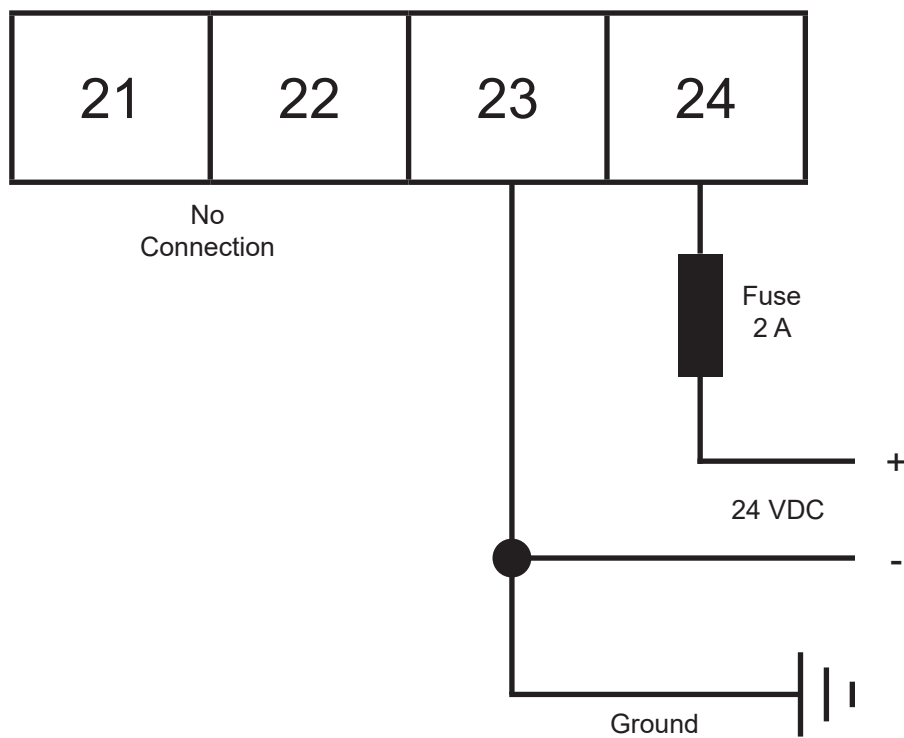 21 22 23 24
No
Connection
Fuse
2 A
+
24 VDC
-
Ground